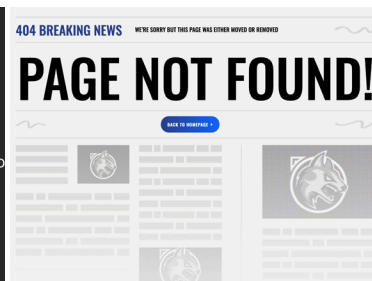 404 BREAKING NEWS WE'RE SORRY BUT THIS PAGE WAS EITHER MOVED OR REMOVED
PAGE NOT FOUND!
BACK TO HOMEPAGE